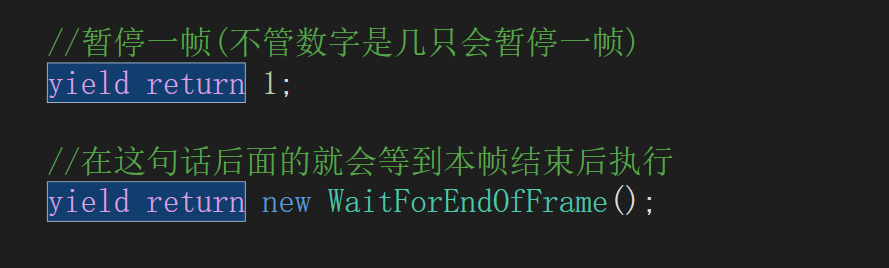 //暂停一帧(不管数字是几只会暂停一帧)
yield return 1;
//在这句话后面的就会等到本帧结束后执行
yield return new WaitForEndOfFrame();